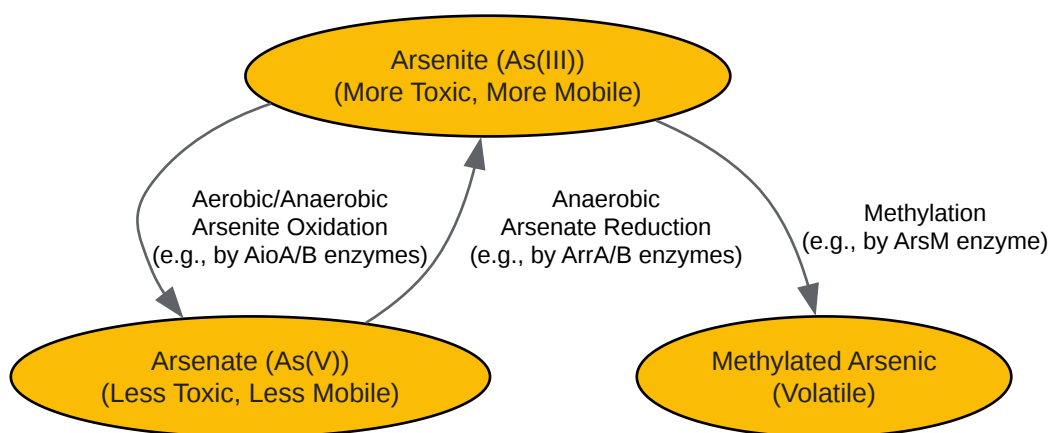 Arsenite (As(III))
(More Toxic, More Mobile)
Aerobic/Anaerobic
Arsenite Oxidation
(e.g., by AioA/B enzymes)
Anaerobic
Arsenate Reduction
(e.g., by ArrA/B enzymes)
Methylation
(e.g., by ArsM enzyme)
Arsenate (As(V))
(Less Toxic, Less Mobile)
Methylated Arsenic
(Volatile)